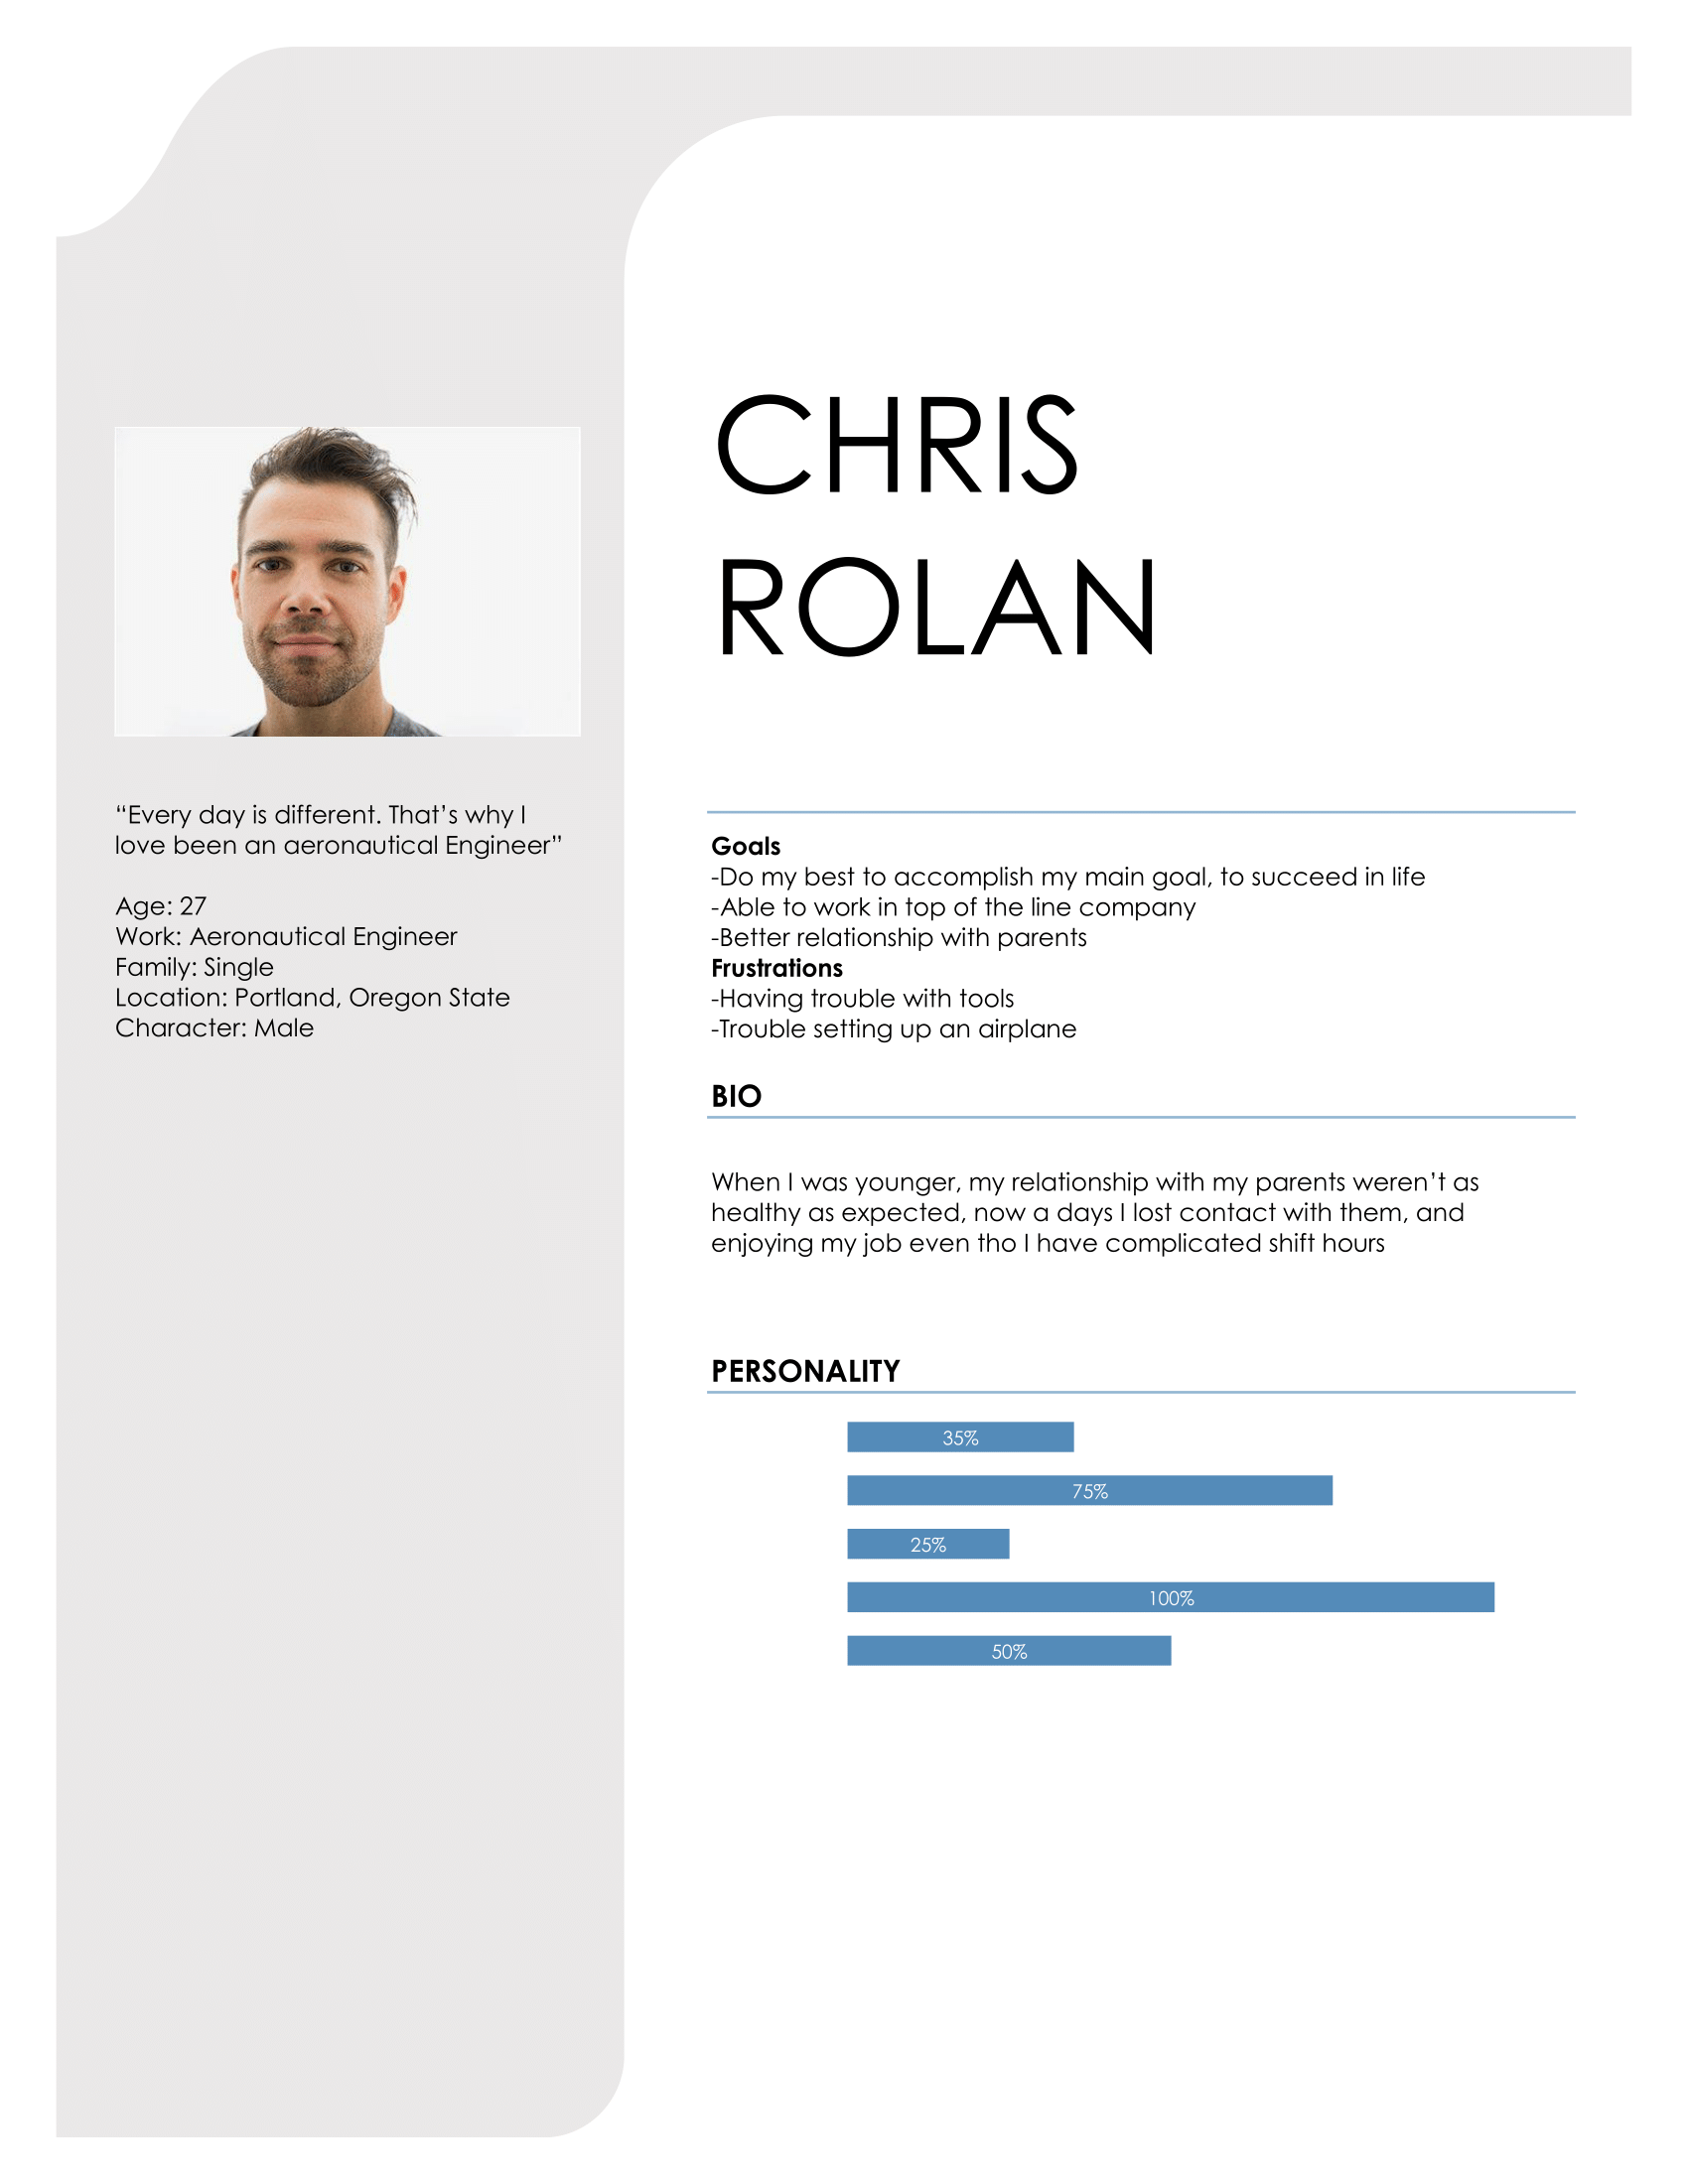 CHRIS
ROLAN
“Every day is different. That’s why I
love been an aeronautical Engineer”
Age: 27
Work: Aeronautical Engineer
Family: Single
Location: Portland, Oregon State
Character: Male
Goals
-Do my best to accomplish my main goal, to succeed in life
-Able to work in top of the line company
-Better relationship with parents
Frustrations
-Having trouble with tools
-Trouble setting up an airplane
BIO
When I was younger, my relationship with my parents weren’t as
healthy as expected, now a days I lost contact with them, and
enjoying my job even tho I have complicated shift hours
PERSONALITY
35%
75%
25%
100%
50%